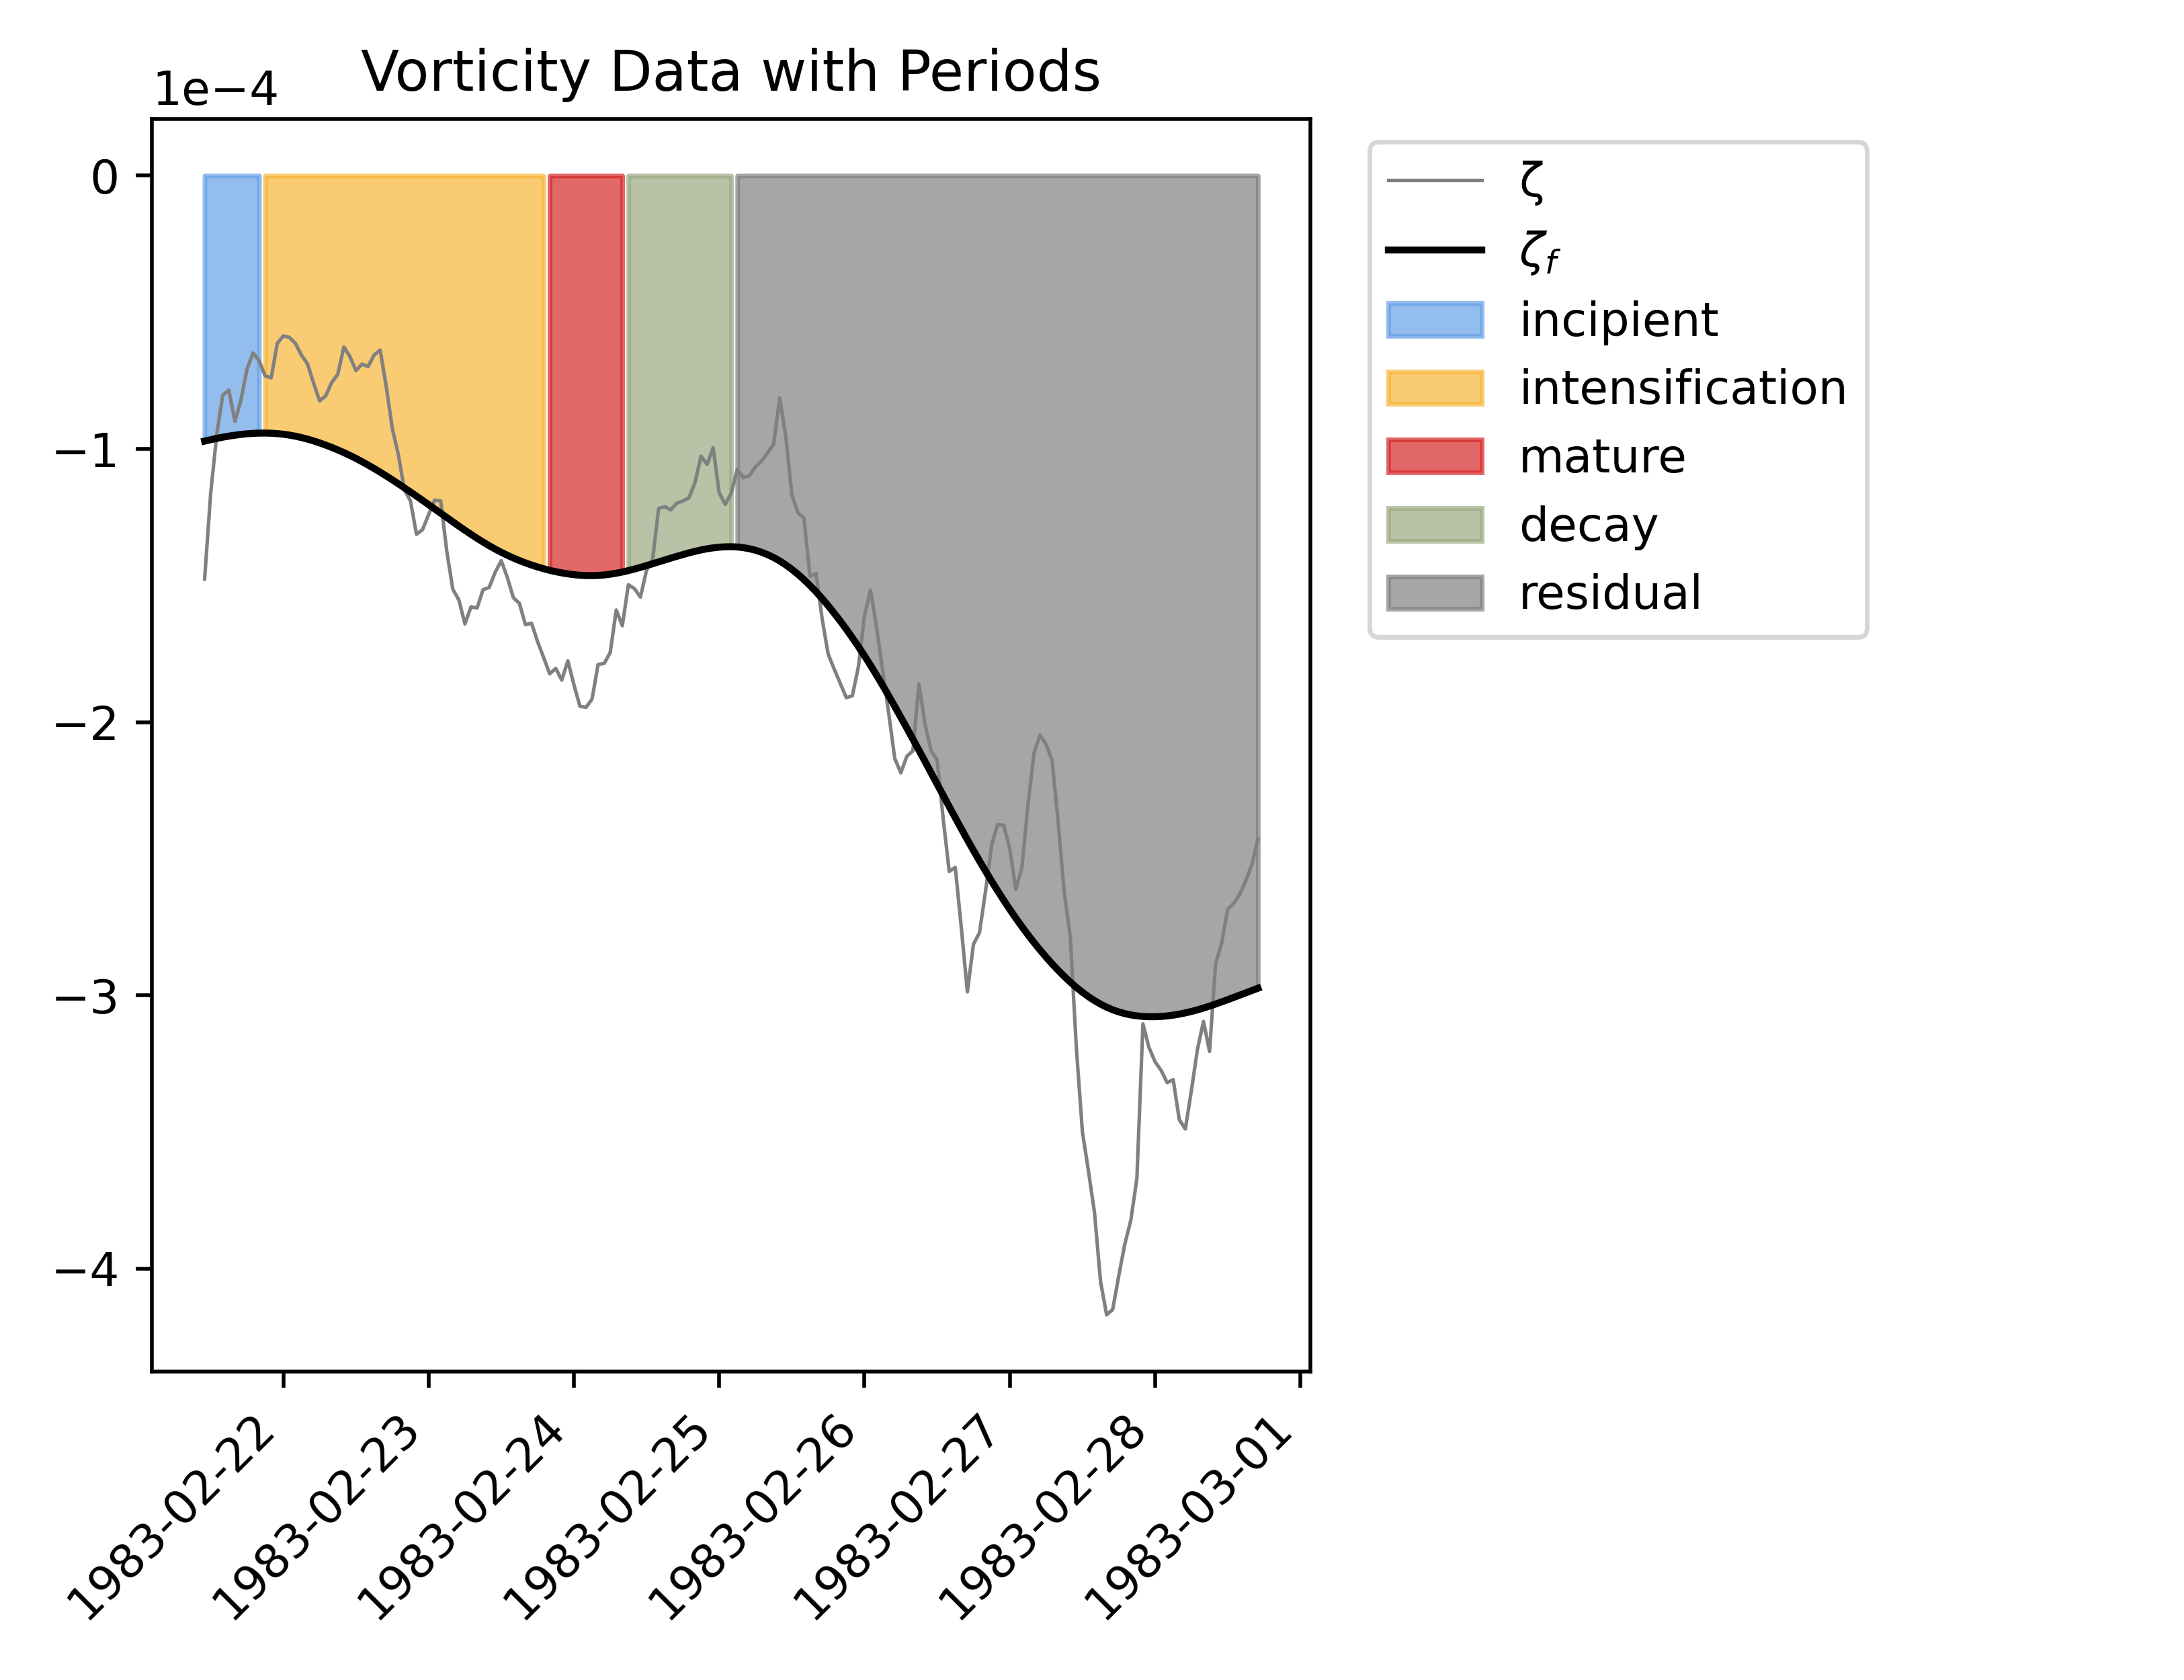 Vorticity Data with Periods
1e−4
0
−1
−2
−3
−4
1983-02-22
1983-02-23
1983-02-24
1983-02-25
1983-02-26
1983-02-27
1983-02-28
1983-03-01
ζ
ζf
incipient
intensification
mature
decay
residual